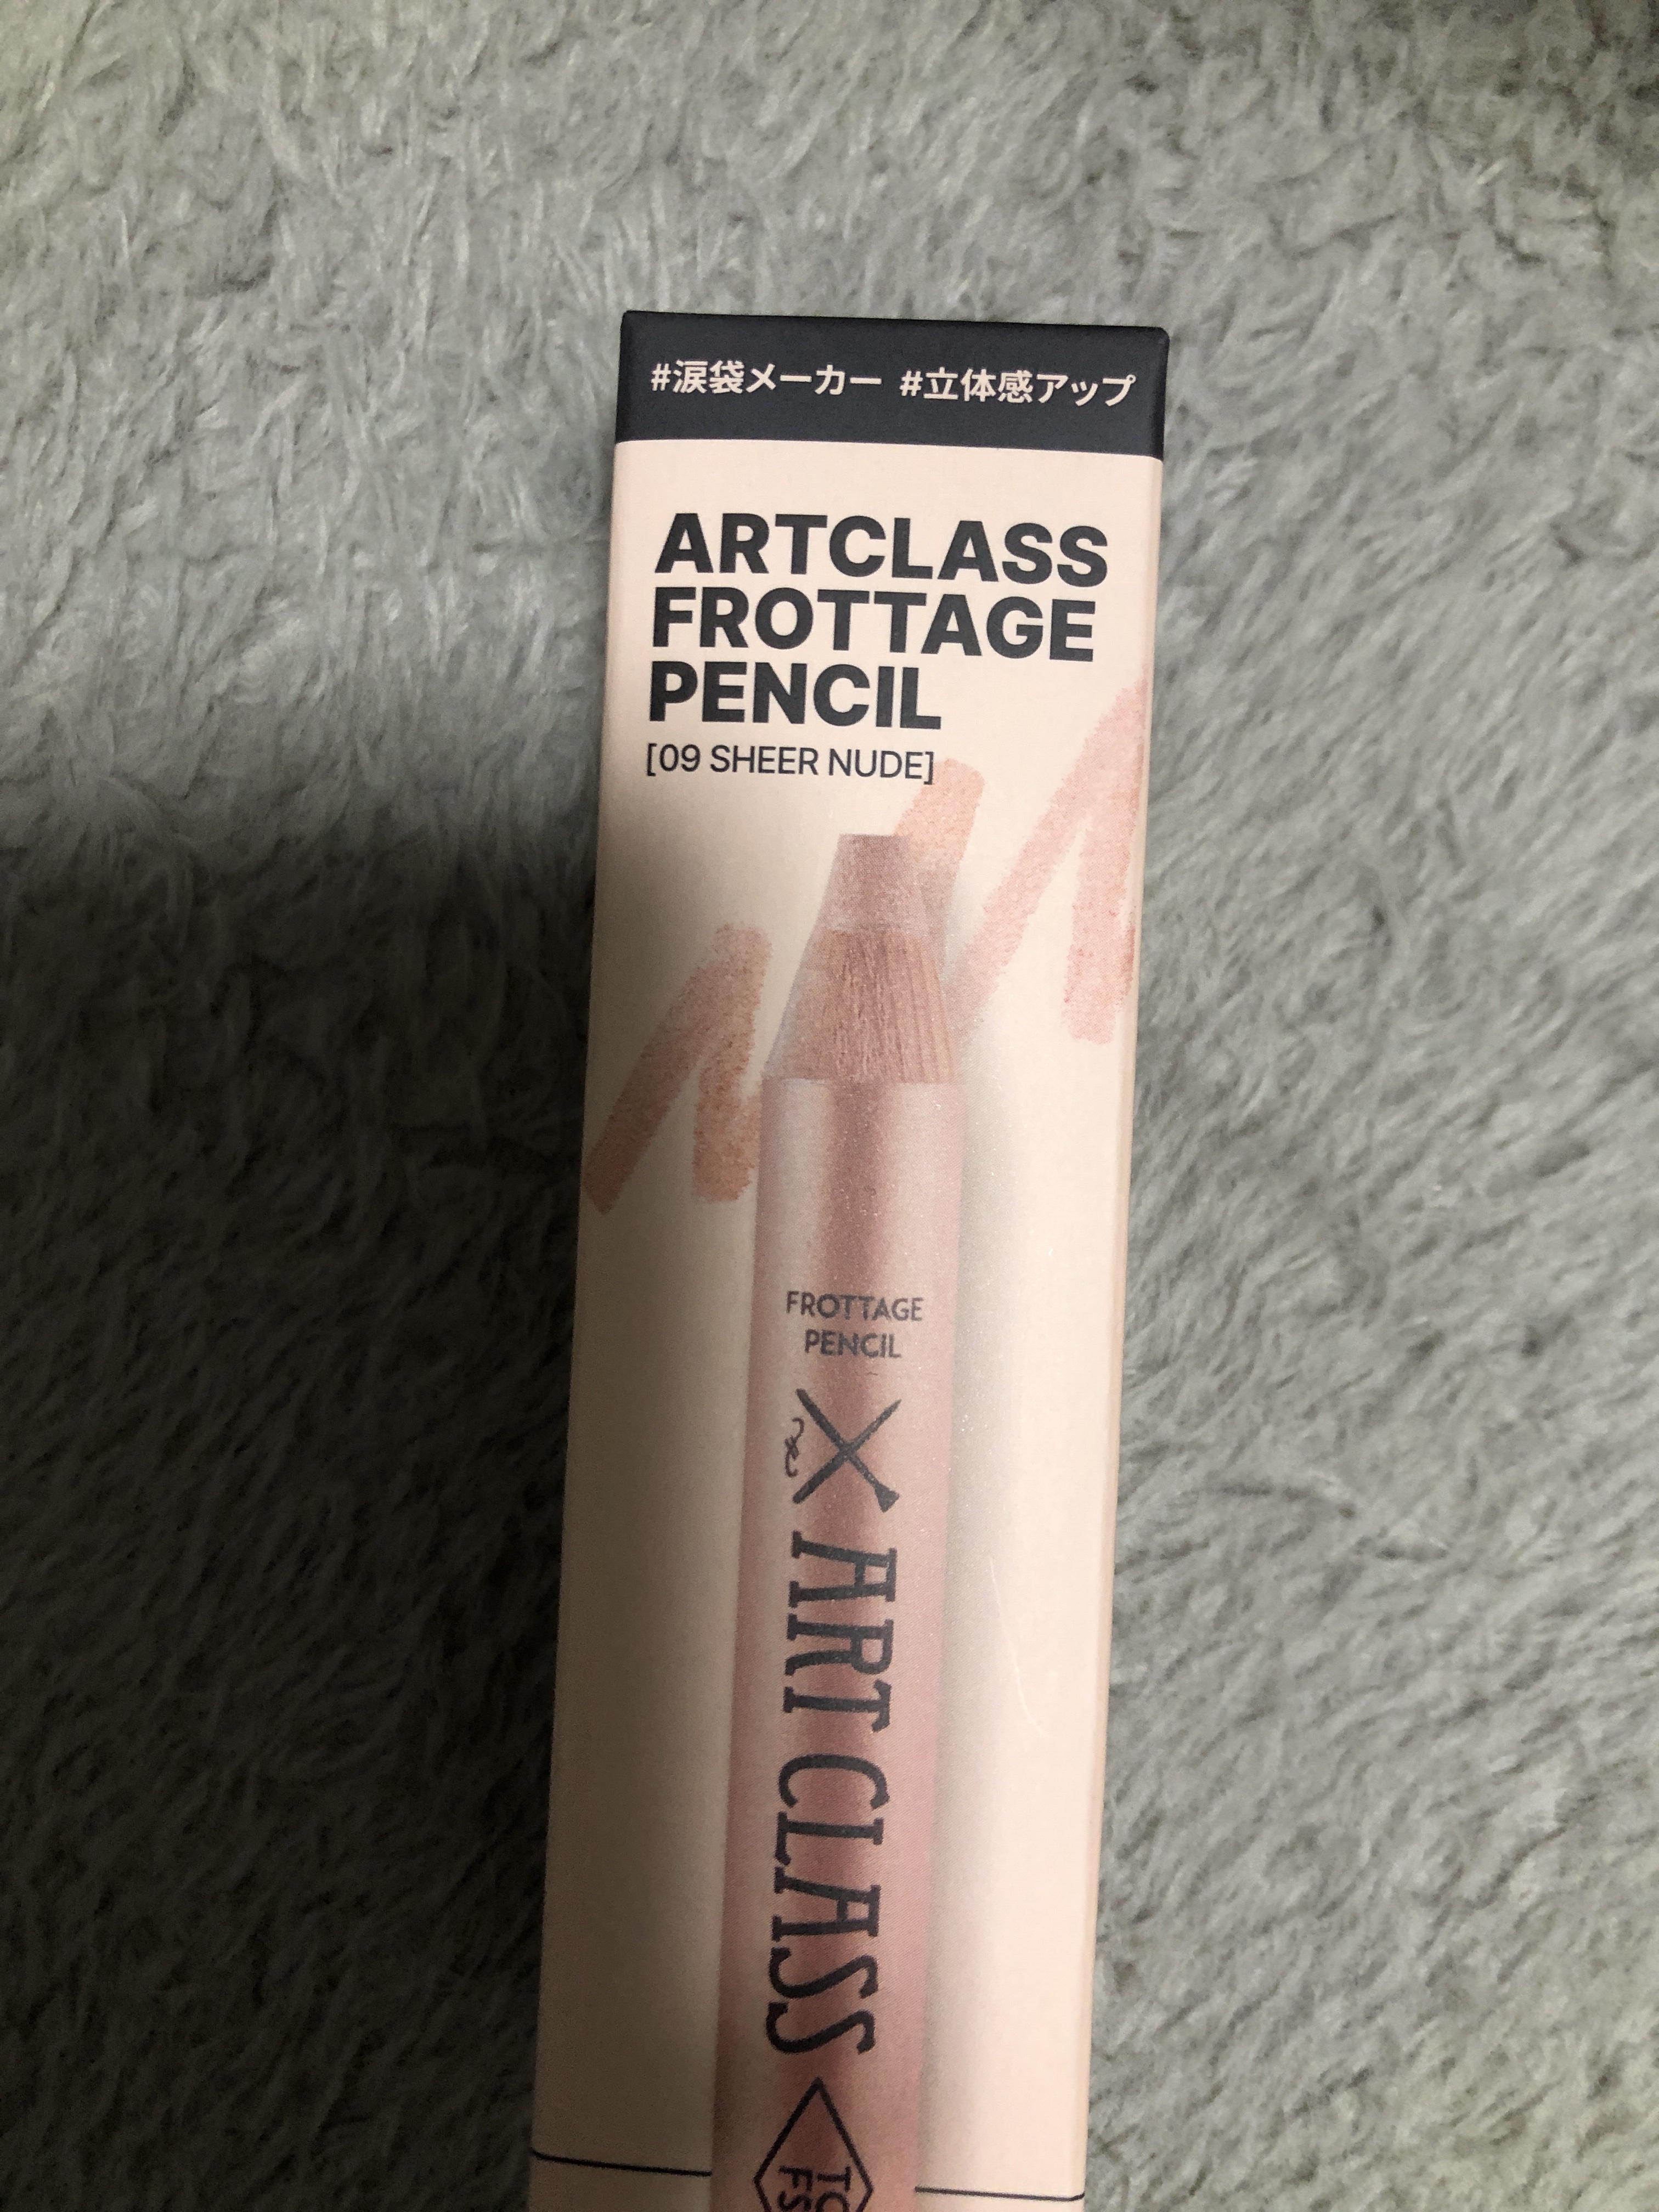 #涙袋メーカー #立体感アップ
ARTCLASS
FROTTAGE
PENCIL
[09 SHEER NUDE]
FROTTAGE
PENCIL
ART CLASS